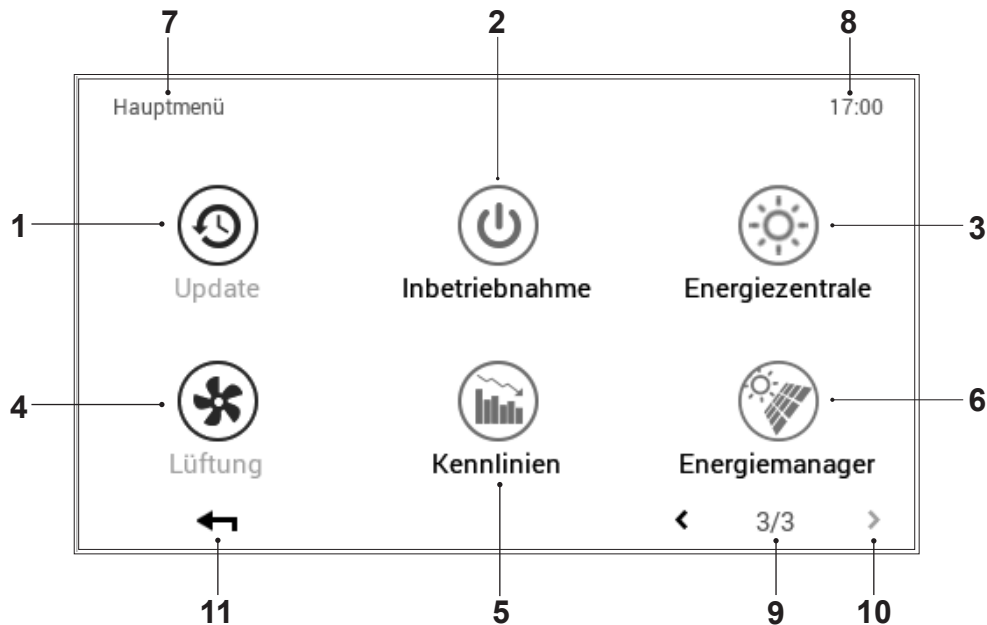 7 2 8
Hauptmenü 17:00
1 3
Update Inbetriebnahme Energiezentrale
4 6
Lüftung Kennlinien Energiemanager
3/3
11 5 9 10